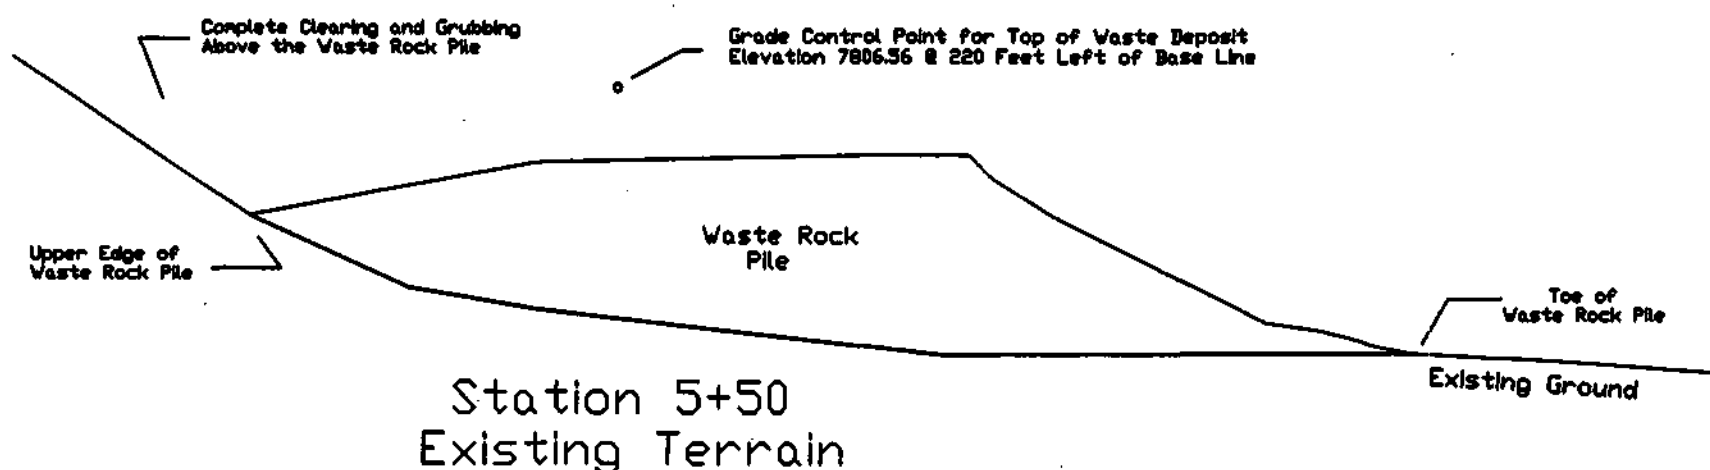 Complete Clearing and Grubbing
Above the Waste Rock Pile
Grade Control Point for Top of Waste Deposit
Elevation 7806.56 @ 220 Feet Left of Base Line
Upper Edge of
Waste Rock Pile
Waste Rock
Pile
Toe of
Waste Rock Pile
Existing Ground
Station 5+50
Existing Terrain